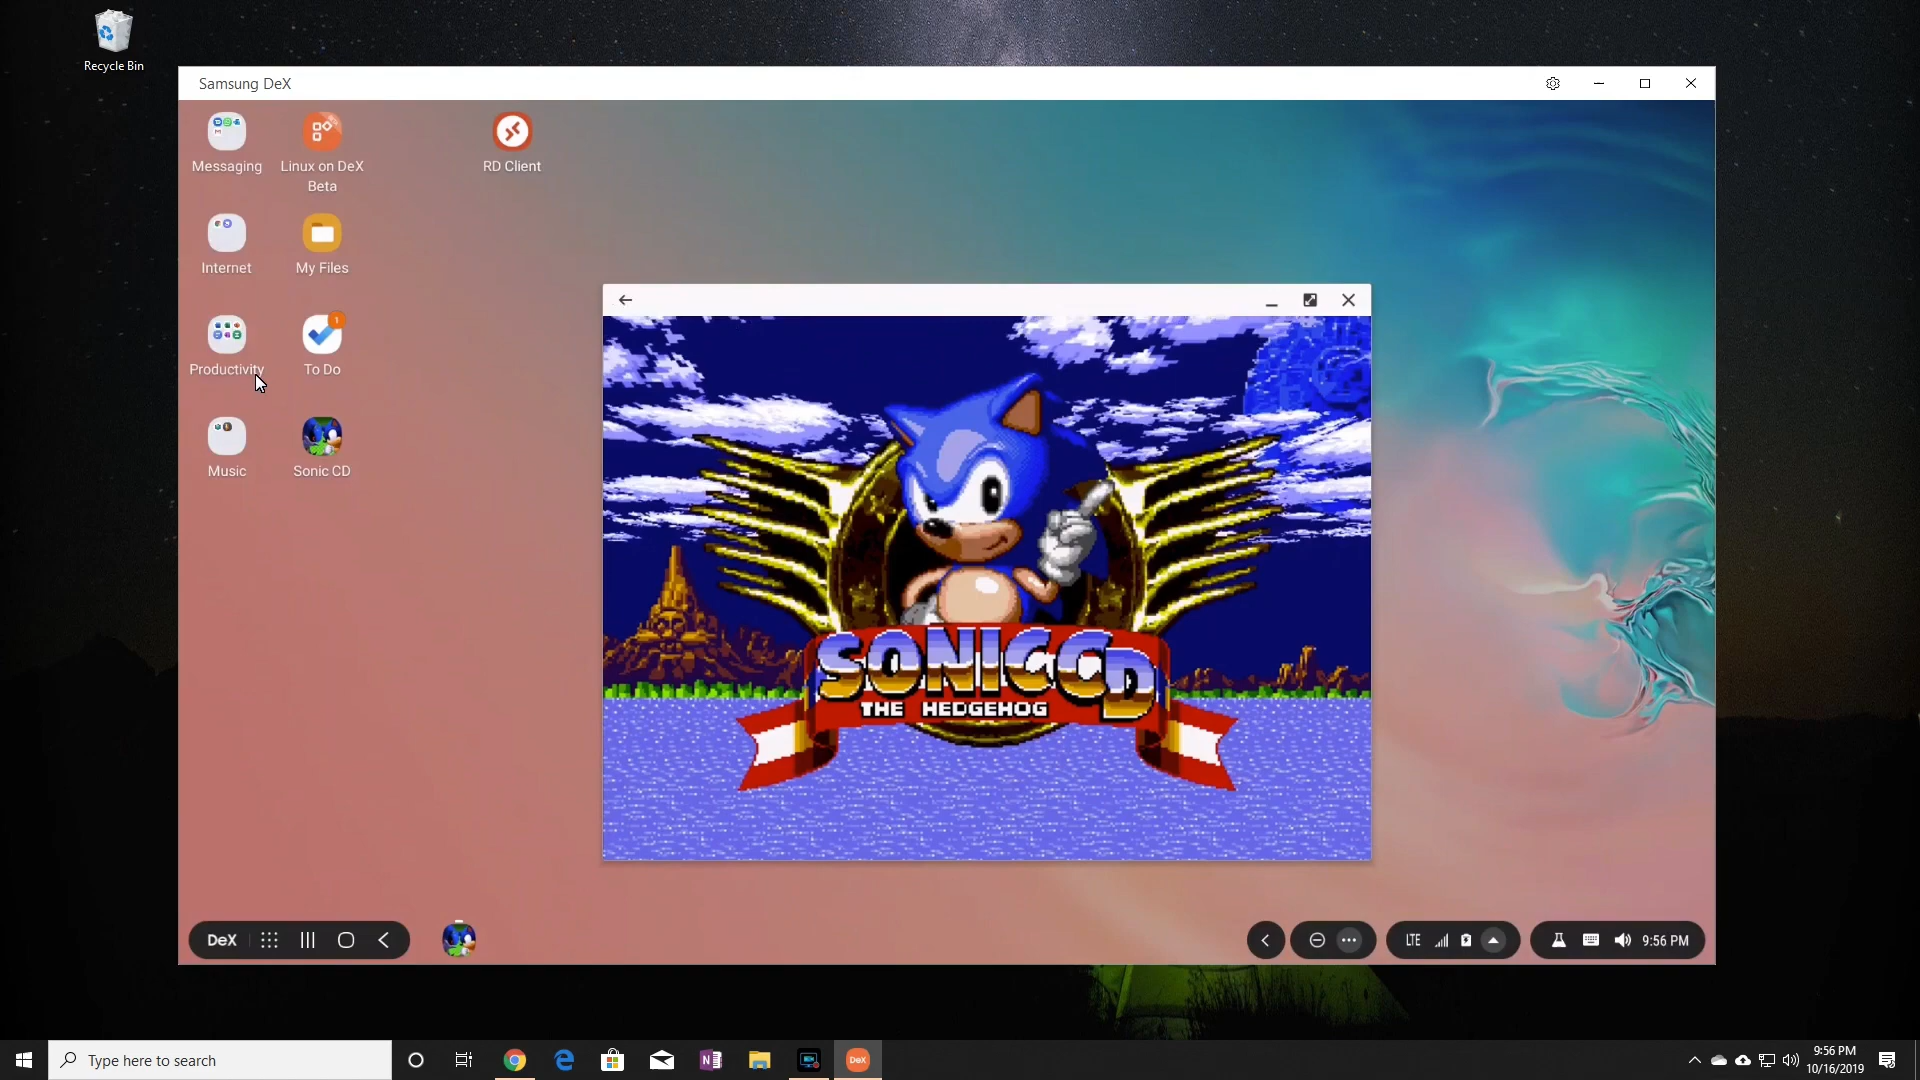 Recycle Bin
Samsung DeX
Messaging
Linux on DeX
Beta
RD Client
Internet
My Files
1
Productivity
To Do
Music
Sonic CD
SONIC CD
THE HEDGEHOG
DeX
LTE
9:56 PM
Type here to search
N
DeX
9:56 PM
10/16/2019